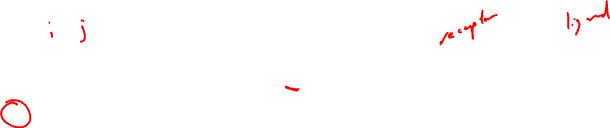 i j receptor ligand